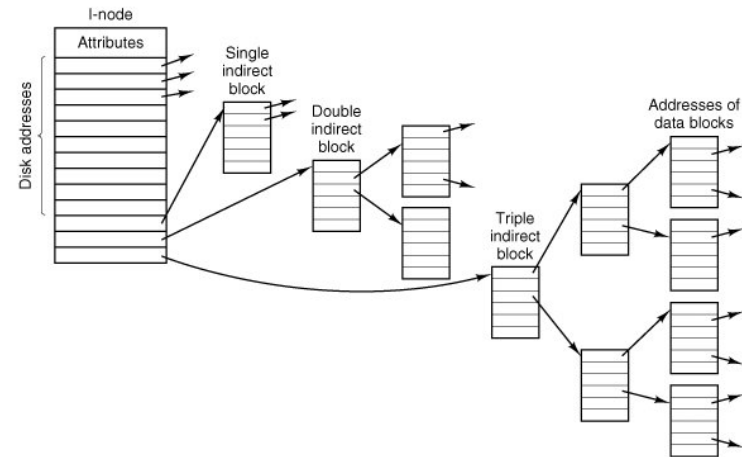 I-node
Attributes
Disk addresses
Single
indirect
block
Double
indirect
block
Triple
indirect
block
Addresses of
data blocks